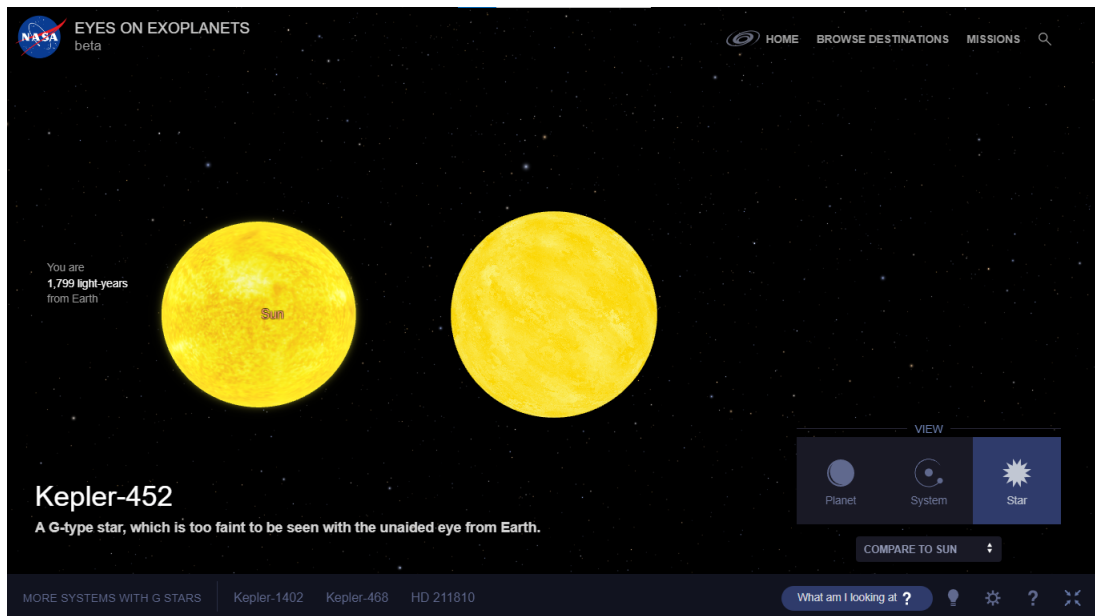 NASA
EYES ON EXOPLANETS
beta
HOME BROWSE DESTINATIONS MISSIONS
You are
1,799 light-years
from Earth
Sun
VIEW
Planet System Star
COMPARE TO SUN
Kepler-452
A G-type star, which is too faint to be seen with the unaided eye from Earth.
MORE SYSTEMS WITH G STARS Kepler-1402 Kepler-468 HD 211810 What am I looking at ? ?